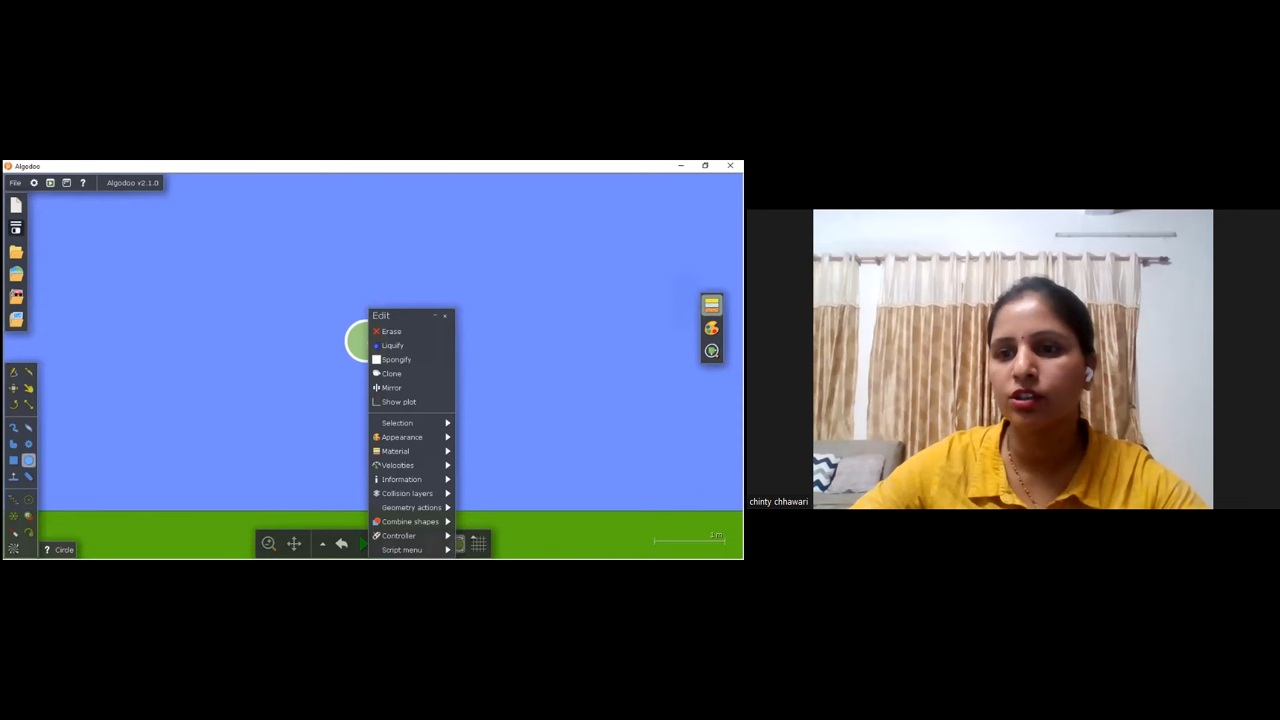 Algodoo
File
?
Algodoo v2.1.0
Edit
Erase
Liquify
Spongify
Clone
Mirror
Show plot
Selection
Appearance
Material
Velocities
Information
Collision layers
Geometry actions
Combine shapes
Controller
Script menu
? Circle
1 m
chinty chhawari